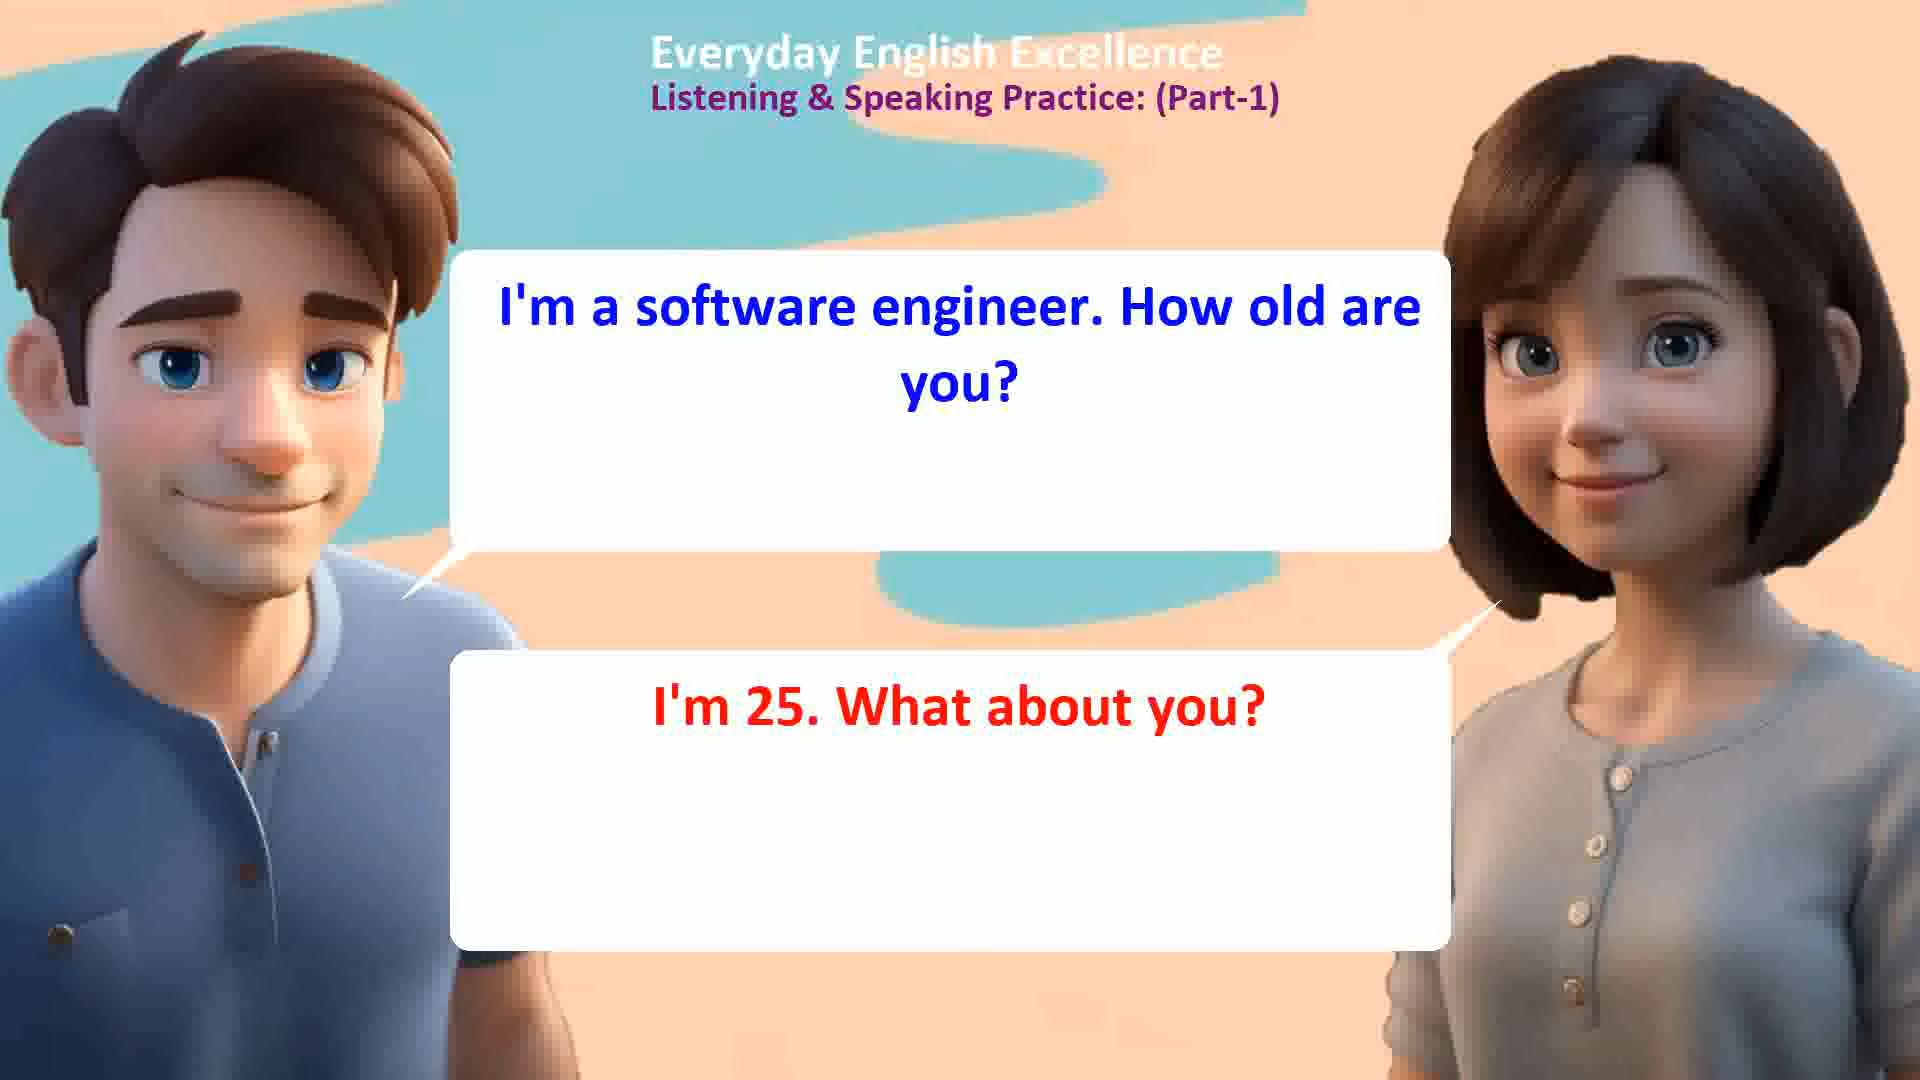 Everyday English Excellence
Listening & Speaking Practice: (Part-1)
I'm a software engineer. How old are
you?
I'm 25. What about you?